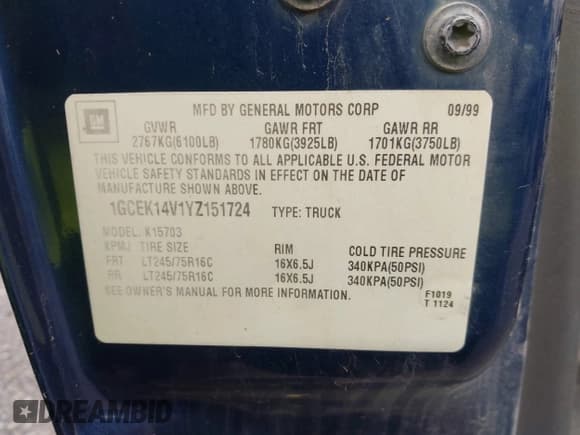 GM
MFD BY GENERAL MOTORS CORP 09/99
GVWR GAWR FRT GAWR RR
2767KG(6100LB) 1780KG(3925LB) 1701KG(3750LB)
THIS VEHICLE CONFORMS TO ALL APPLICABLE U.S. FEDERAL MOTOR
VEHICLE SAFETY STANDARDS IN EFFECT ON THE DATE OF
MANUFACTURE SHOWN ABOVE.
1GCEK14V1YZ151724 TYPE: TRUCK
MODEL: K15703
KPMJ TIRE SIZE RIM COLD TIRE PRESSURE
FRT LT245/75R16C 16X6.5J 340KPA(50PSI)
RR LT245/75R16C 16X6.5J 340KPA(50PSI)
SEE OWNER'S MANUAL FOR MORE INFORMATION.
F1019
T 1124
DREAMBID